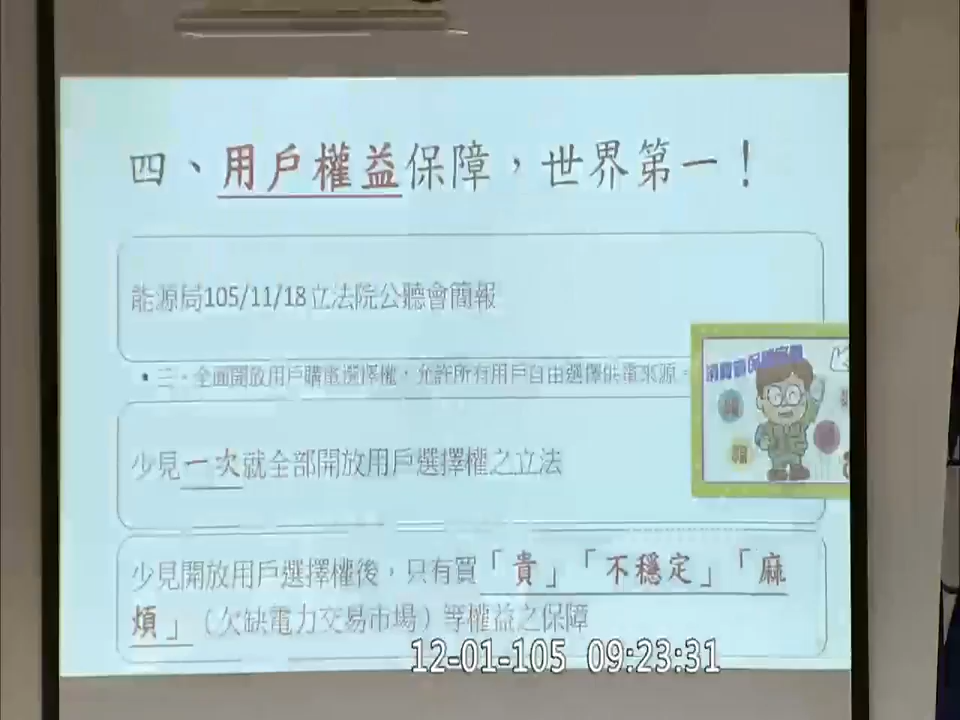 四、用戶權益保障，世界第一！
能源局105/11/18立法院公聽會簡報
• 三、全面開放用戶購電選擇權，允許所有用戶自由選擇供電來源。
少見一次就全部開放用戶選擇權之立法
少見開放用戶選擇權後，只有買「貴」「不穩定」「麻
煩」（欠缺電力交易市場）等權益之保障
12-01-105 09:23:31